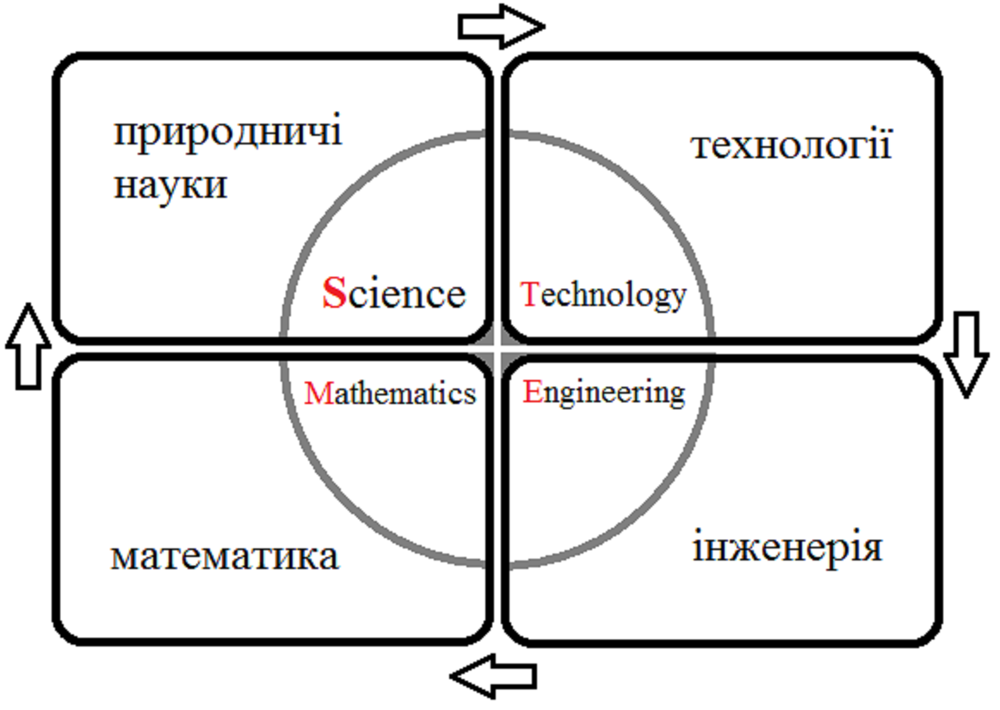 природничі
науки
технології
Science
Technology
Mathematics
Engineering
математика
інженерія